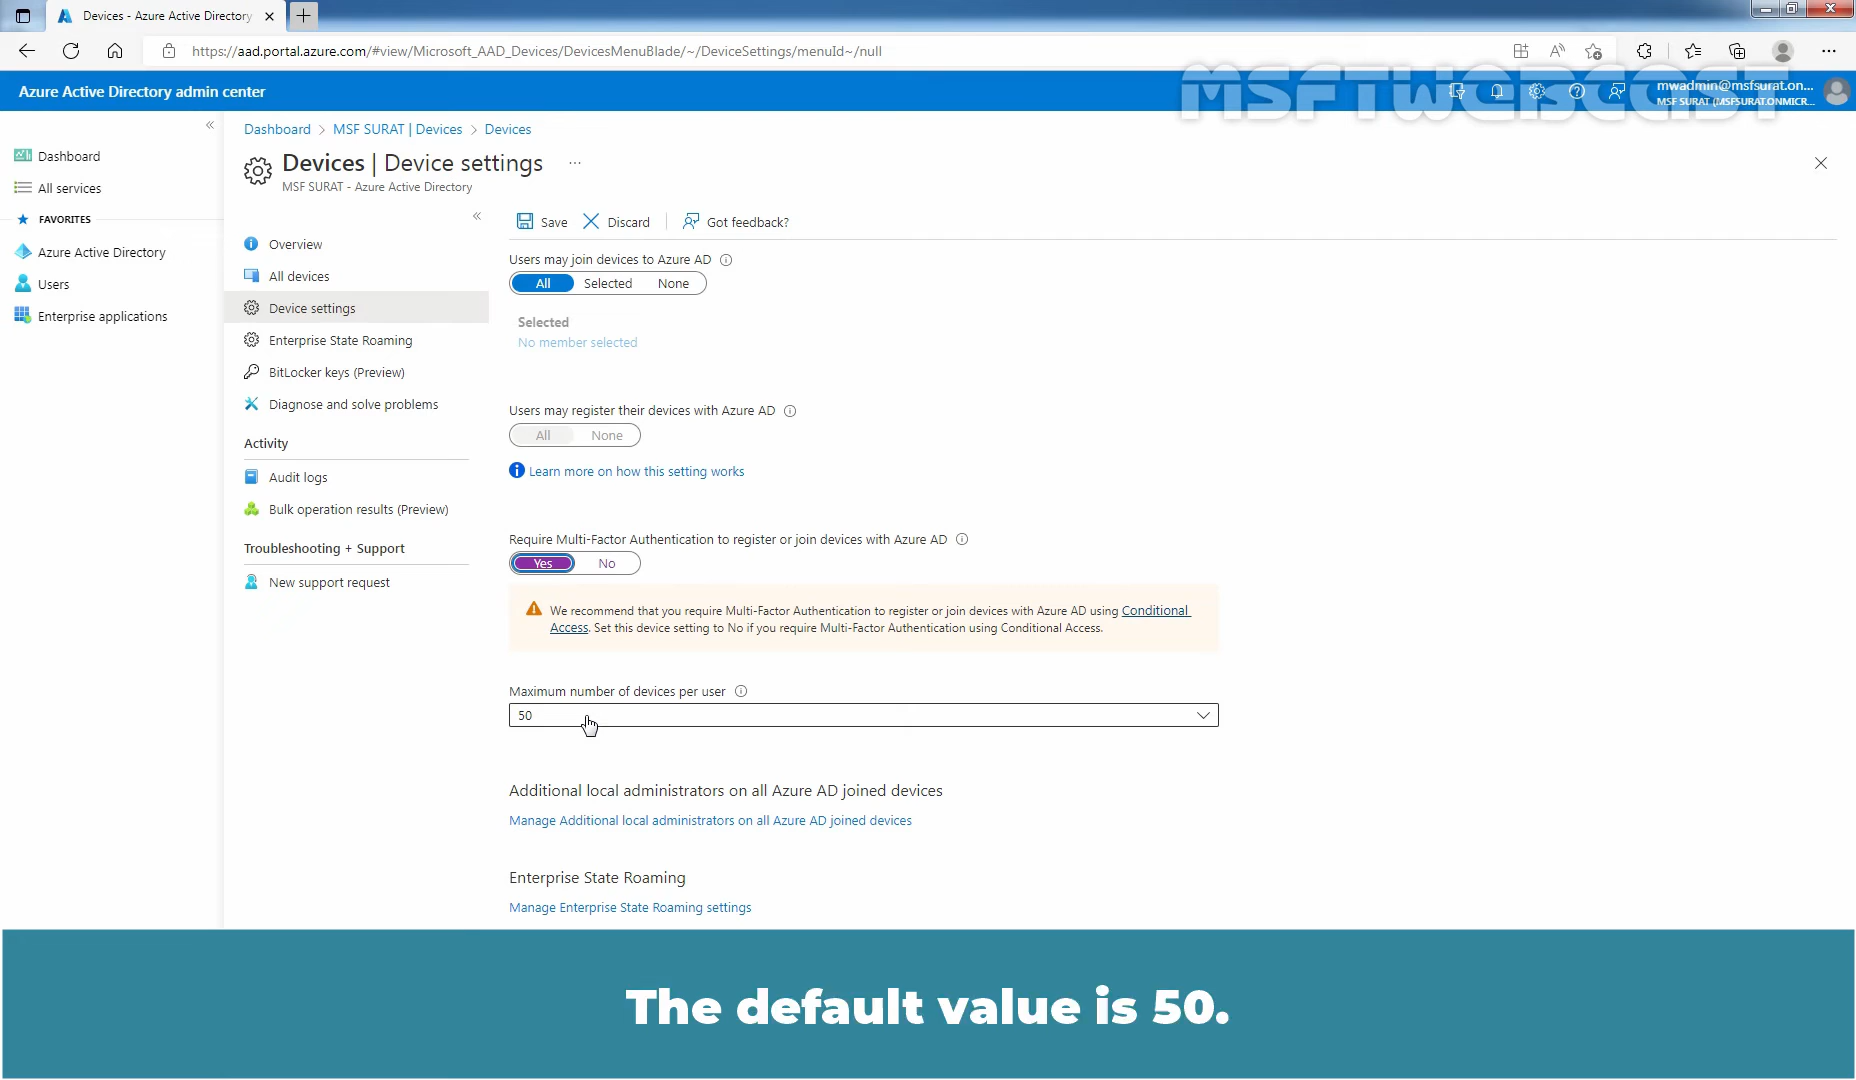 Devices - Azure Active Directory
https://aad.portal.azure.com/#view/Microsoft_AAD_Devices/DevicesMenuBlade/~/DeviceSettings/menuId~/null
MSFTWEBCAST
Azure Active Directory admin center
mwadmin@msfsurat.on...
MSF SURAT (MSFSURAT.ONMICR...
Dashboard > MSF SURAT | Devices > Devices
Dashboard
All services
FAVORITES
Azure Active Directory
Users
Enterprise applications
Devices | Device settings ...
MSF SURAT - Azure Active Directory
Overview
All devices
Device settings
Enterprise State Roaming
BitLocker keys (Preview)
Diagnose and solve problems
Activity
Audit logs
Bulk operation results (Preview)
Troubleshooting + Support
New support request
Save Discard Got feedback?
Users may join devices to Azure AD
All Selected None
Selected
No member selected
Users may register their devices with Azure AD
All None
Learn more on how this setting works
Require Multi-Factor Authentication to register or join devices with Azure AD
Yes No
We recommend that you require Multi-Factor Authentication to register or join devices with Azure AD using Conditional
Access. Set this device setting to No if you require Multi-Factor Authentication using Conditional Access.
Maximum number of devices per user
50
Additional local administrators on all Azure AD joined devices
Manage Additional local administrators on all Azure AD joined devices
Enterprise State Roaming
Manage Enterprise State Roaming settings
The default value is 50.